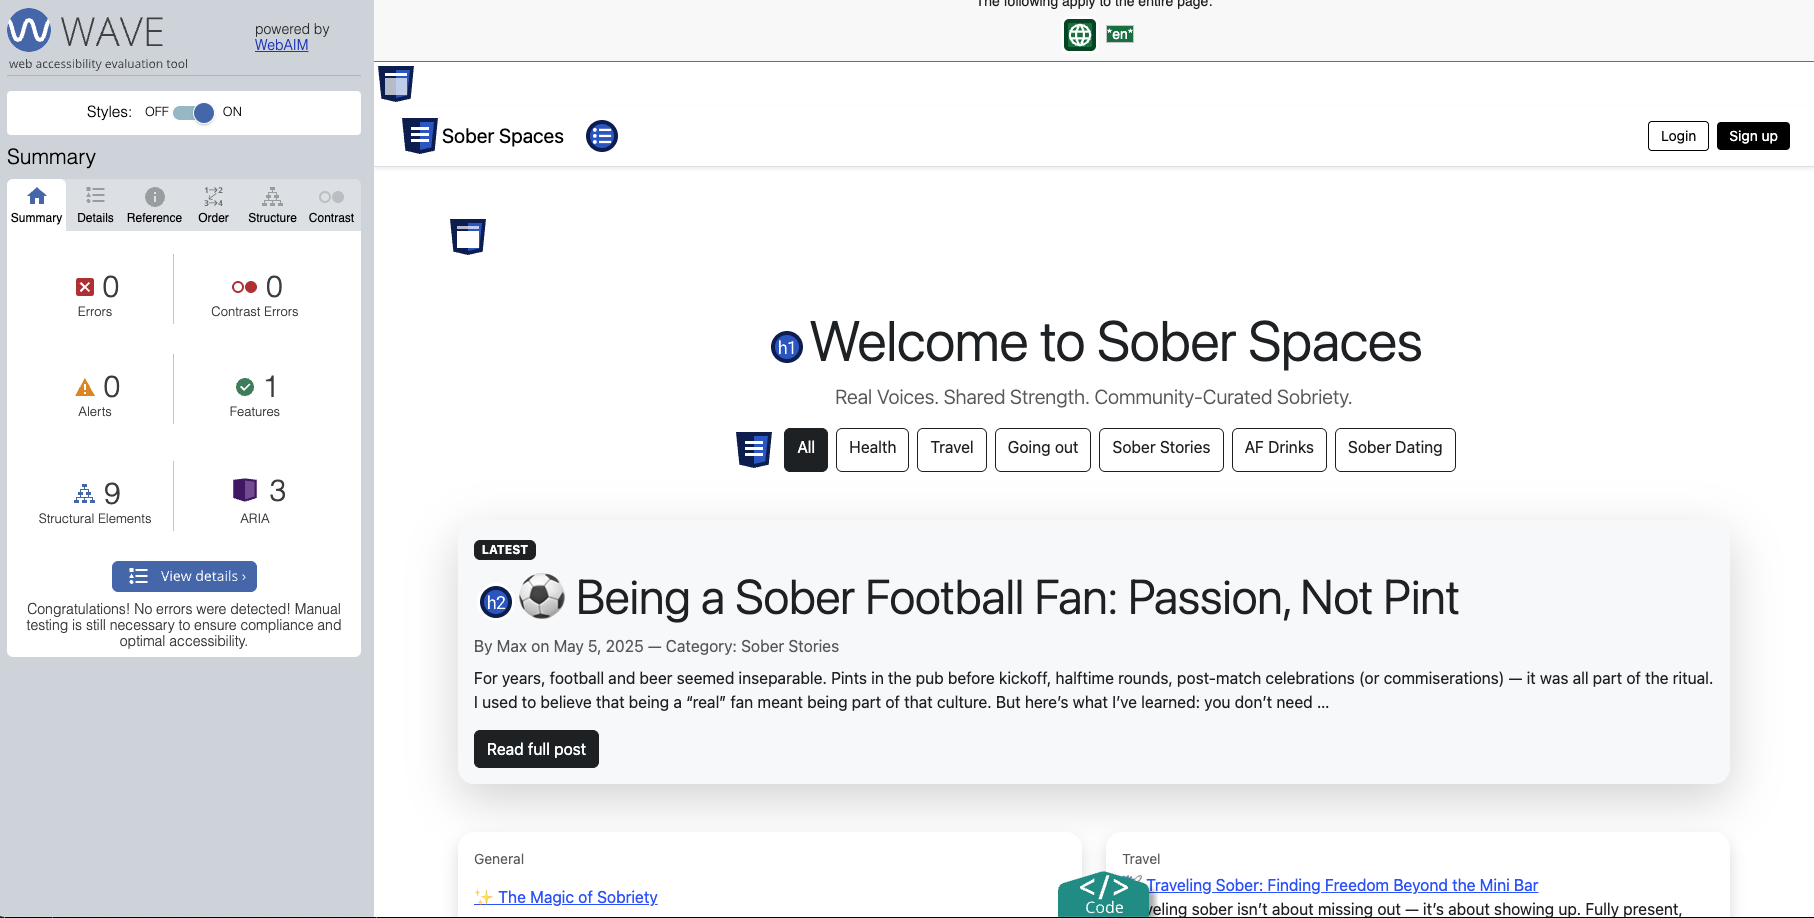 WAVE
powered by
WebAIM
web accessibility evaluation tool
Styles: OFF ON
Summary
Summary Details Reference Order Structure Contrast
0
Errors
0
Contrast Errors
0
Alerts
1
Features
9
Structural Elements
3
ARIA
View details ›
Congratulations! No errors were detected! Manual
testing is still necessary to ensure compliance and
optimal accessibility.
The following apply to the entire page:
*en*
Sober Spaces
Login
Sign up
h1 Welcome to Sober Spaces
Real Voices. Shared Strength. Community-Curated Sobriety.
All Health Travel Going out Sober Stories AF Drinks Sober Dating
LATEST
h2 ⚽ Being a Sober Football Fan: Passion, Not Pint
By Max on May 5, 2025 — Category: Sober Stories
For years, football and beer seemed inseparable. Pints in the pub before kickoff, halftime rounds, post-match celebrations (or commiserations) — it was all part of the ritual.
I used to believe that being a “real” fan meant being part of that culture. But here’s what I’ve learned: you don’t need ...
Read full post
General
✨ The Magic of Sobriety
Travel
Traveling Sober: Finding Freedom Beyond the Mini Bar
veling sober isn’t about missing out — it’s about showing up. Fully present,
</> Code